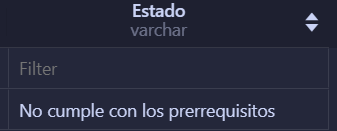 Estado
varchar
Filter
No cumple con los prerrequisitos